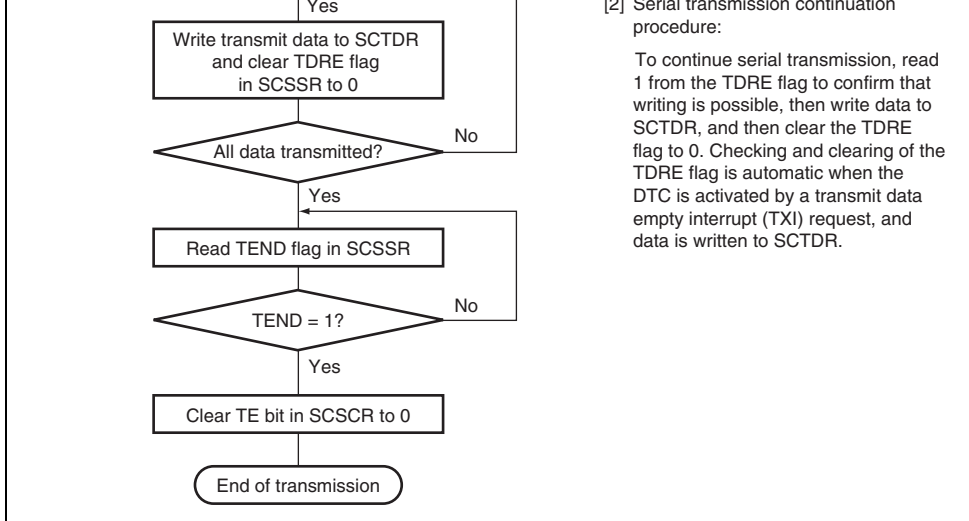 Yes
Write transmit data to SCTDR
and clear TDRE flag
in SCSSR to 0
All data transmitted?
No
Yes
Read TEND flag in SCSSR
TEND = 1?
No
Yes
Clear TE bit in SCSCR to 0
End of transmission
[2] Serial transmission continuation
procedure:
To continue serial transmission, read
1 from the TDRE flag to confirm that
writing is possible, then write data to
SCTDR, and then clear the TDRE
flag to 0. Checking and clearing of the
TDRE flag is automatic when the
DTC is activated by a transmit data
empty interrupt (TXI) request, and
data is written to SCTDR.